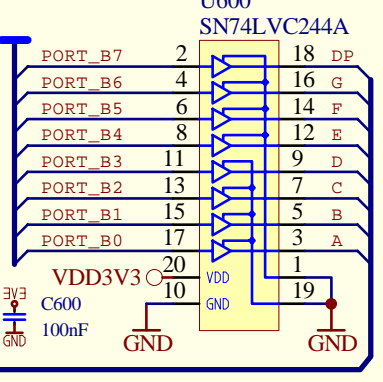 U600
SN74LVC244A
PORT_B7 2 18 DP
PORT_B6 4 16 G
PORT_B5 6 14 F
PORT_B4 8 12 E
PORT_B3 11 9 D
PORT_B2 13 7 C
PORT_B1 15 5 B
PORT_B0 17 3 A
VDD3V3 20 VDD 1
10 GND 19
3V3 C600
100nF
GND GND GND